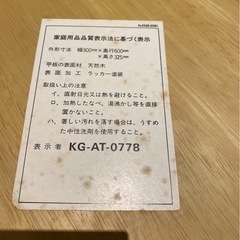 家庭用品品質表示法に基づく表示
外形寸法 幅900mm×奥行600mm
×高さ325mm
甲板の表面材 天然木
表面加工 ラッカー塗装
取扱い上の注意
イ、直射日光又は熱を避けること。
ロ、加熱したなべ、湯沸かし等を直接
置かないこと。
ハ、著しい汚れを落す場合は、うすめ
た中性洗剤を使用すること。
表示者 KG-AT-0778